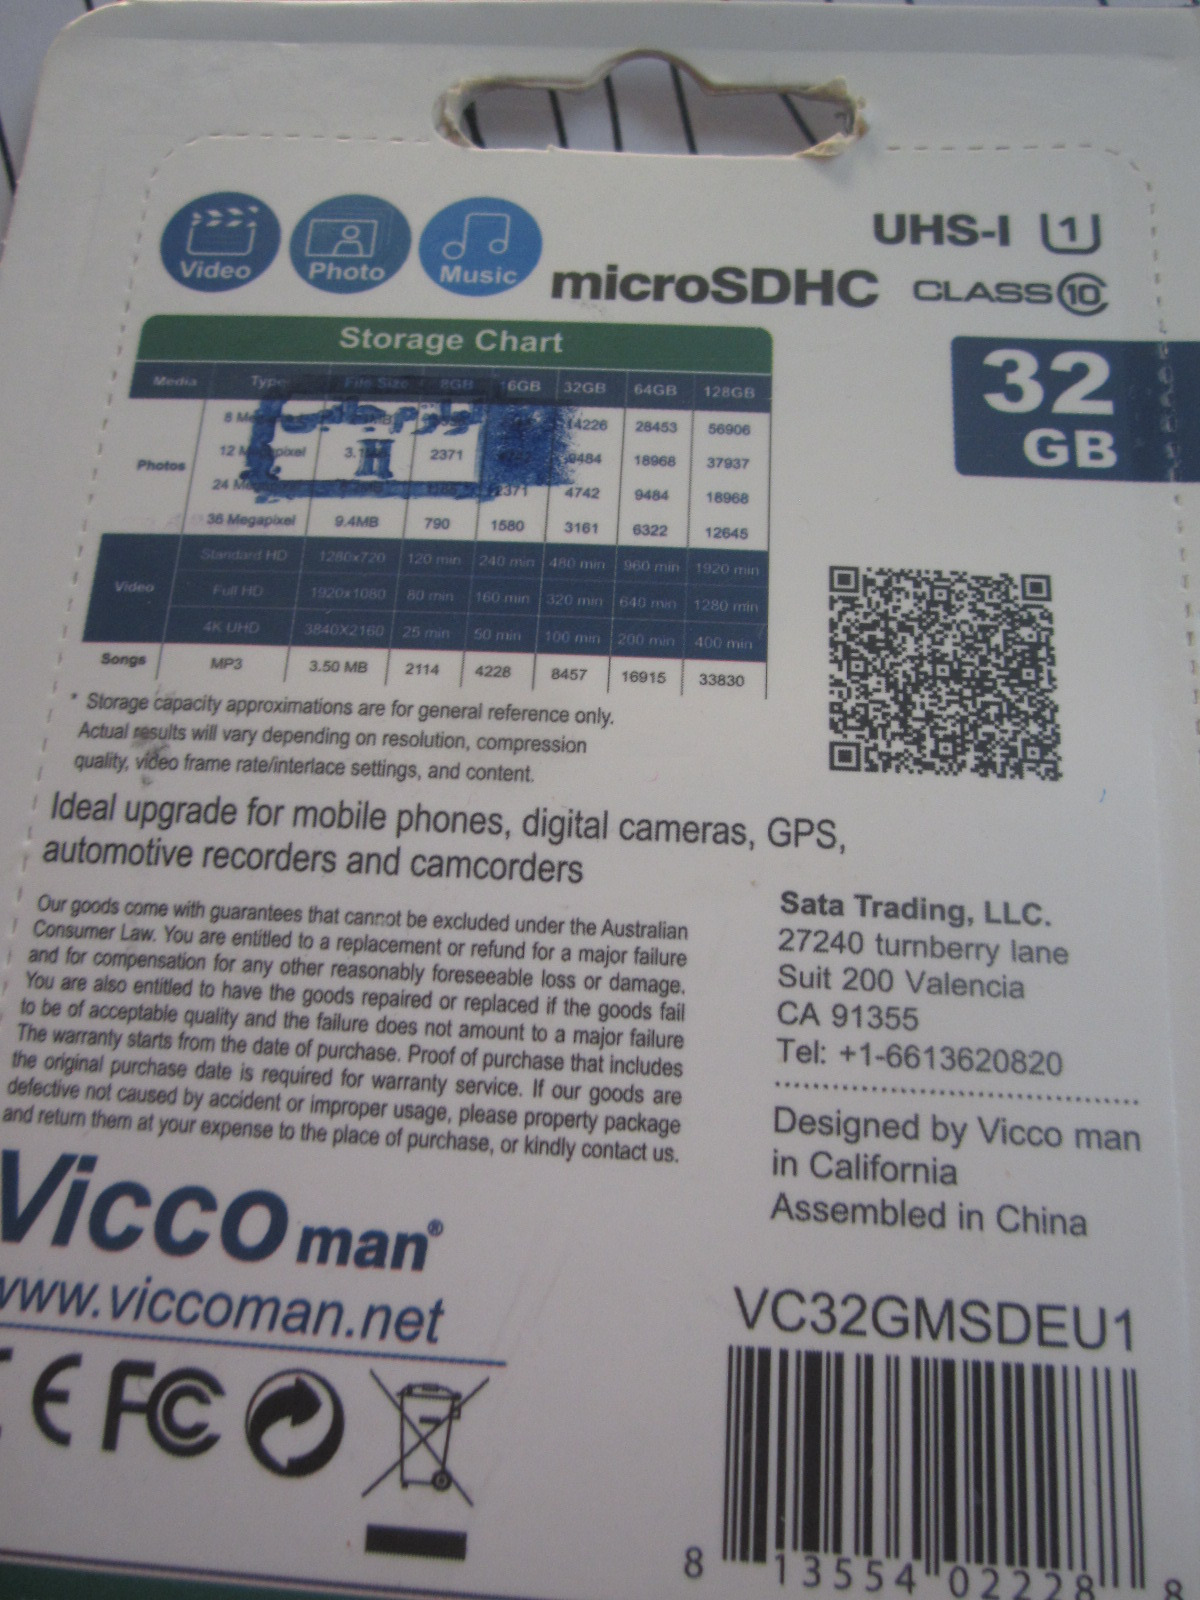 Video Photo Music
UHS-I 1
microSDHC CLASS 10
32
GB
Storage Chart
Media Type File Size 8GB 16GB 32GB 64GB 128GB
Photos
14226 28453 56906
12 2371 9484 18968 37937
24 2371 4742 9484 18968
36 Megapixel 9.4MB 790 1580 3161 6322 12645
Video
Standard HD 1280x720 120 min 240 min 480 min 960 min 1920 min
Full HD 1920x1080 80 min 160 min 320 min 640 min 1280 min
4K UHD 3840X2160 25 min 50 min 100 min 200 min 400 min
Songs MP3 3.50 MB 2114 4228 8457 16915 33830
* Storage capacity approximations are for general reference only.
Actual results will vary depending on resolution, compression
quality, video frame rate/interlace settings, and content.
Ideal upgrade for mobile phones, digital cameras, GPS,
automotive recorders and camcorders
Our goods come with guarantees that cannot be excluded under the Australian
Consumer Law. You are entitled to a replacement or refund for a major failure
and for compensation for any other reasonably foreseeable loss or damage.
You are also entitled to have the goods repaired or replaced if the goods fail
to be of acceptable quality and the failure does not amount to a major failure
The warranty starts from the date of purchase. Proof of purchase that includes
the original purchase date is required for warranty service. If our goods are
defective not caused by accident or improper usage, please property package
and return them at your expense to the place of purchase, or kindly contact us.
Sata Trading, LLC.
27240 turnberry lane
Suit 200 Valencia
CA 91355
Tel: +1-6613620820
Designed by Vicco man
in California
Assembled in China
Vicco man®
www.viccoman.net
CE FC
VC32GMSDEU1
8 13554 02228 8